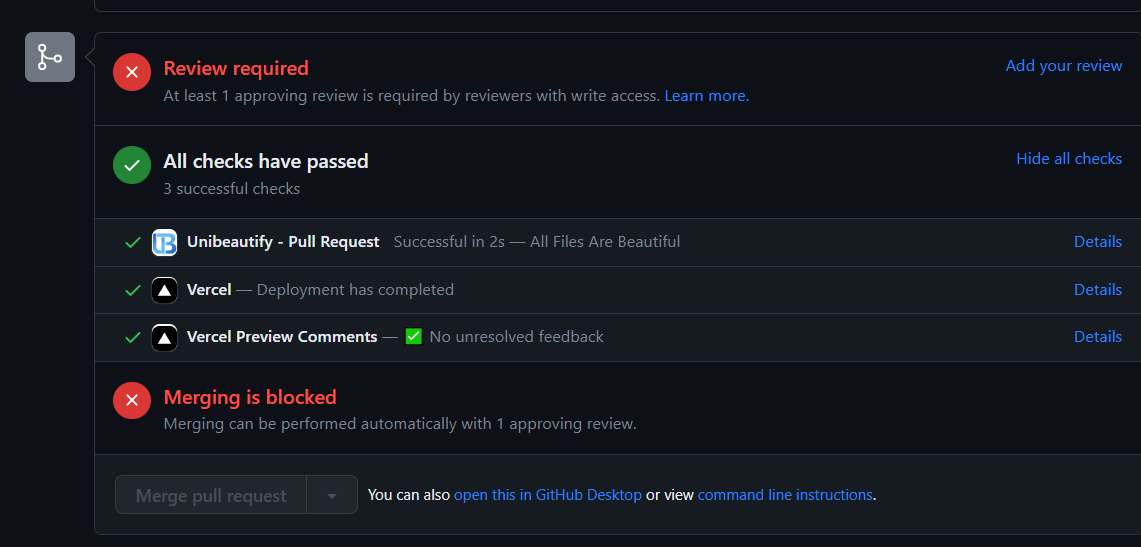 Review required
Add your review
At least 1 approving review is required by reviewers with write access. Learn more.
All checks have passed
Hide all checks
3 successful checks
Unibeautify - Pull Request Successful in 2s — All Files Are Beautiful
Details
Vercel — Deployment has completed
Details
Vercel Preview Comments — ✅ No unresolved feedback
Details
Merging is blocked
Merging can be performed automatically with 1 approving review.
Merge pull request
You can also open this in GitHub Desktop or view command line instructions.